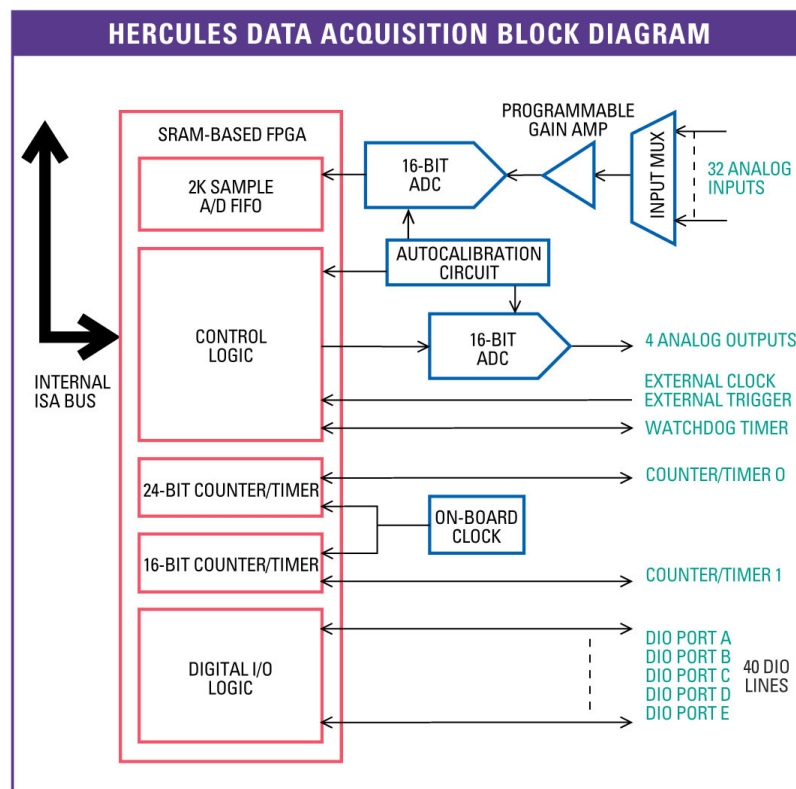 HERCULES DATA ACQUISITION BLOCK DIAGRAM
SRAM-BASED FPGA
2K SAMPLE
A/D FIFO
16-BIT
ADC
PROGRAMMABLE
GAIN AMP
INPUT MUX
32 ANALOG
INPUTS
AUTOCALIBRATION
CIRCUIT
CONTROL
LOGIC
16-BIT
ADC
4 ANALOG OUTPUTS
INTERNAL
ISA BUS
EXTERNAL CLOCK
EXTERNAL TRIGGER
WATCHDOG TIMER
24-BIT COUNTER/TIMER
COUNTER/TIMER 0
ON-BOARD
CLOCK
16-BIT COUNTER/TIMER
COUNTER/TIMER 1
DIGITAL I/O
LOGIC
DIO PORT A
DIO PORT B
DIO PORT C
DIO PORT D
DIO PORT E
40 DIO
LINES